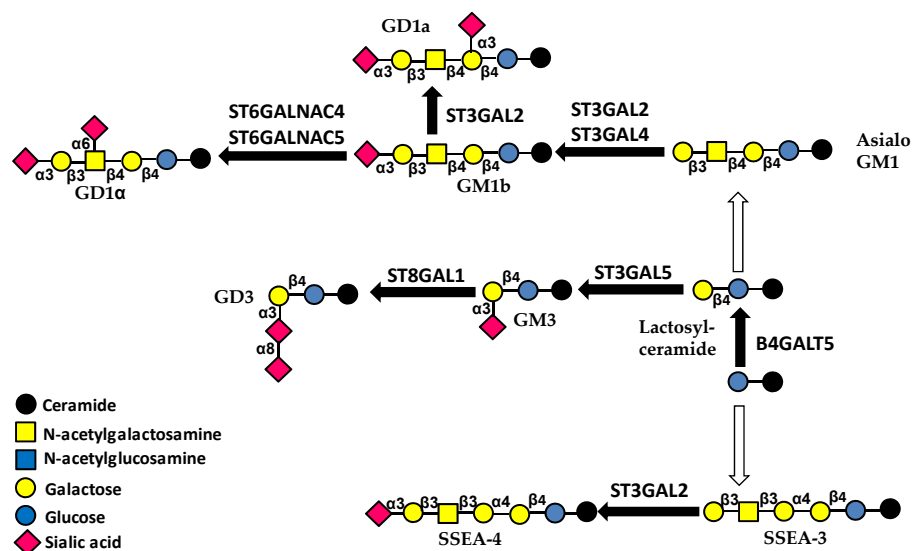 GD1a
α3
α3
β3
β4
β4
ST6GALNAC4
ST6GALNAC5
ST3GAL2
ST3GAL2
ST3GAL4
α6
α3
β3
β4
β4
GD1α
α3
β3
β4
β4
GM1b
β3
β4
β4
Asialo
GM1
GD3
β4
α3
α8
ST8GAL1
β4
α3
GM3
ST3GAL5
β4
Lactosyl-
ceramide
B4GALT5
Ceramide
N-acetylgalactosamine
N-acetylglucosamine
Galactose
Glucose
Sialic acid
α3
β3
β3
α4
β4
SSEA-4
ST3GAL2
β3
β3
α4
β4
SSEA-3